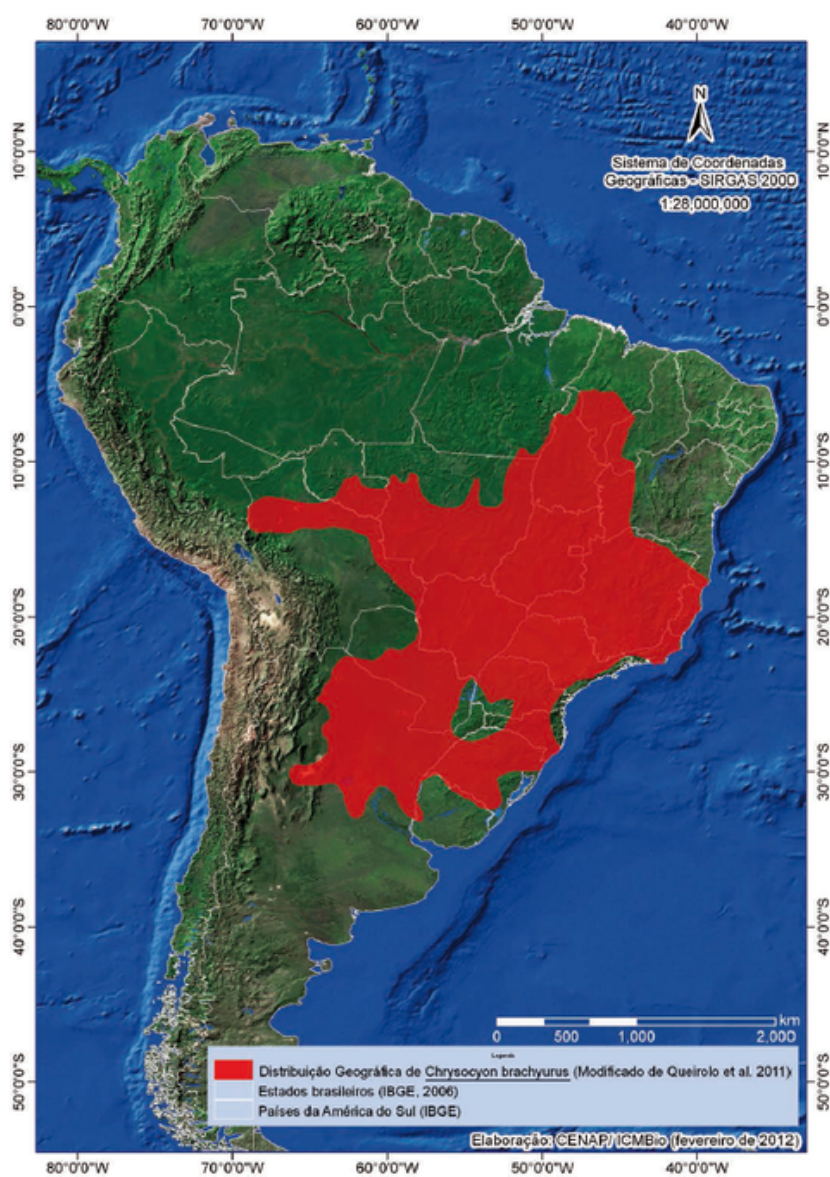 80°0'0"W 70°0'0"W 60°0'0"W 50°0'0"W 40°0'0"W
N
Sistema de Coordenadas
Geográficas - SIRGAS 2000
1:28,000,000
10°0'0"N 10°0'0"N
0°0'0" 0°0'0"
10°0'0"S 10°0'0"S
20°0'0"S 20°0'0"S
30°0'0"S 30°0'0"S
40°0'0"S 40°0'0"S
50°0'0"S 50°0'0"S
km
0 500 1,000 2,000
Legenda
Distribuição Geográfica de Chrysocyon brachyurus (Modificado de Queirolo et al. 2011)
Estados brasileiros (IBGE, 2006)
Países da América do Sul (IBGE)
Elaboração: CENAP/ ICMBio (fevereiro de 2012)
80°0'0"W 70°0'0"W 60°0'0"W 50°0'0"W 40°0'0"W